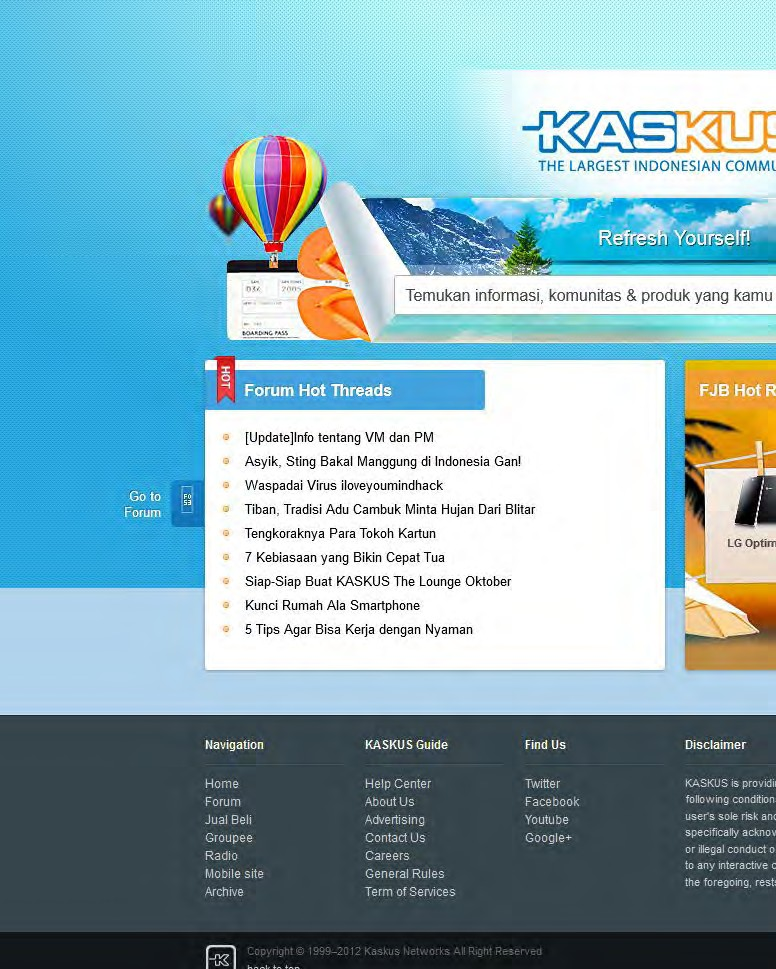 KASKUS
THE LARGEST INDONESIAN COMMU
Refresh Yourself!
Temukan informasi, komunitas & produk yang kamu
BOARDING PASS
HOT
Forum Hot Threads
FJB Hot R
[Update]Info tentang VM dan PM
Asyik, Sting Bakal Manggung di Indonesia Gan!
Waspadai Virus iloveyoumindhack
Tiban, Tradisi Adu Cambuk Minta Hujan Dari Blitar
Tengkoraknya Para Tokoh Kartun
7 Kebiasaan yang Bikin Cepat Tua
Siap-Siap Buat KASKUS The Lounge Oktober
Kunci Rumah Ala Smartphone
5 Tips Agar Bisa Kerja dengan Nyaman
Go to
Forum
LG Optim
Navigation
Home
Forum
Jual Beli
Groupee
Radio
Mobile site
Archive
KASKUS Guide
Help Center
About Us
Advertising
Contact Us
Careers
General Rules
Term of Services
Find Us
Twitter
Facebook
Youtube
Google+
Disclaimer
KASKUS is providi
following condition
user's sole risk and
specifically acknow
or illegal conduct o
to any interactive c
the foregoing, rest
Copyright © 1999–2012 Kaskus Networks All Right Reserved
back to top